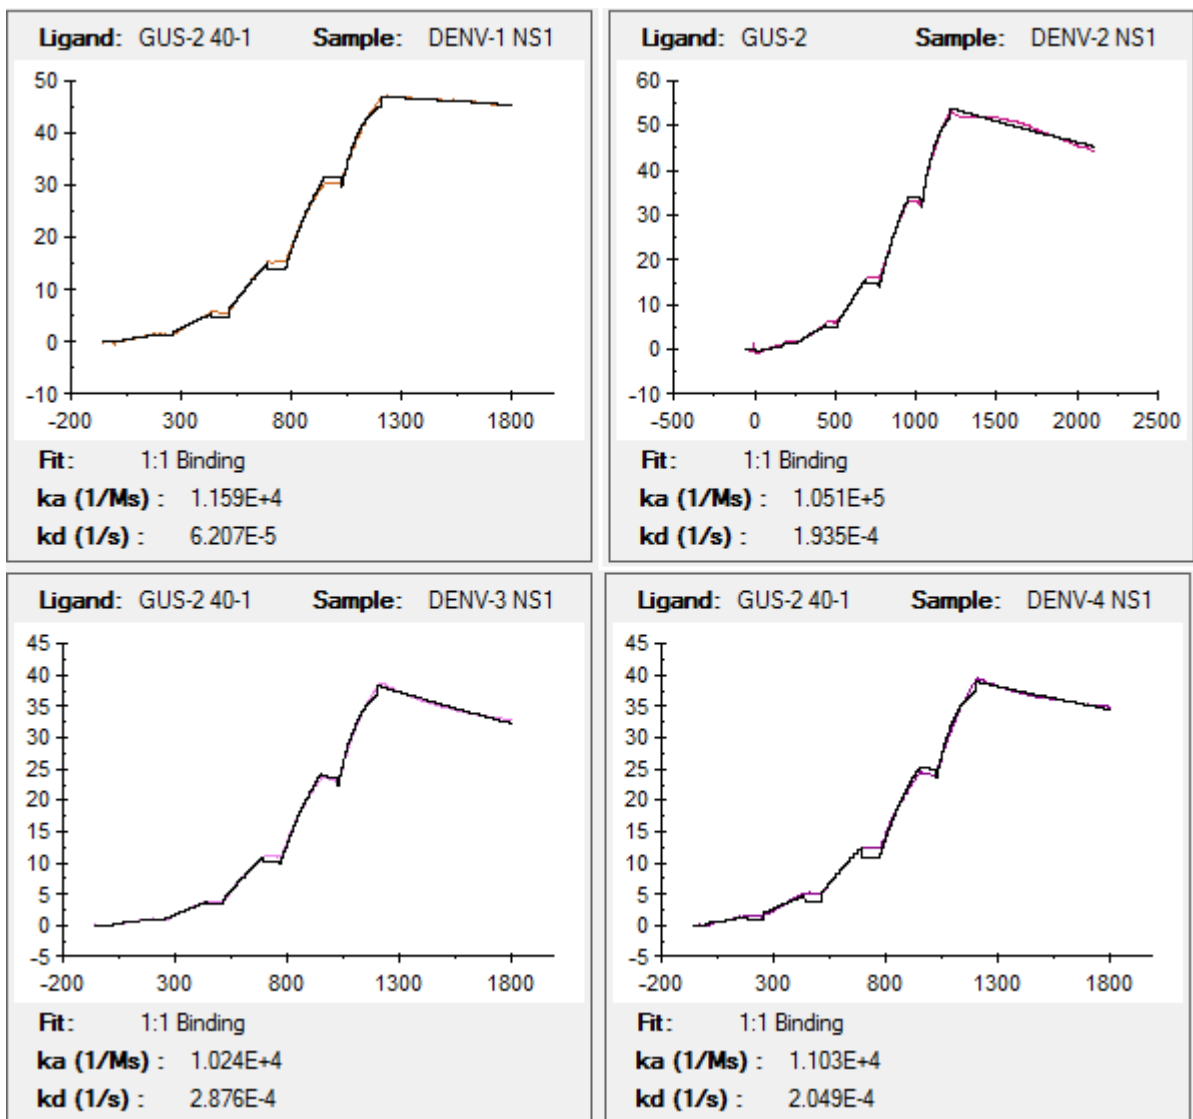 Ligand: GUS-2 40-1 Sample: DENV-1 NS1
50
40
30
20
10
0
-10
-200 300 800 1300 1800
Fit: 1:1 Binding
ka (1/Ms) : 1.159E+4
kd (1/s) : 6.207E-5
Ligand: GUS-2 Sample: DENV-2 NS1
60
50
40
30
20
10
0
-10
-500 0 500 1000 1500 2000 2500
Fit: 1:1 Binding
ka (1/Ms) : 1.051E+5
kd (1/s) : 1.935E-4
Ligand: GUS-2 40-1 Sample: DENV-3 NS1
45
40
35
30
25
20
15
10
5
0
-5
-200 300 800 1300 1800
Fit: 1:1 Binding
ka (1/Ms) : 1.024E+4
kd (1/s) : 2.876E-4
Ligand: GUS-2 40-1 Sample: DENV-4 NS1
45
40
35
30
25
20
15
10
5
0
-5
-200 300 800 1300 1800
Fit: 1:1 Binding
ka (1/Ms) : 1.103E+4
kd (1/s) : 2.049E-4